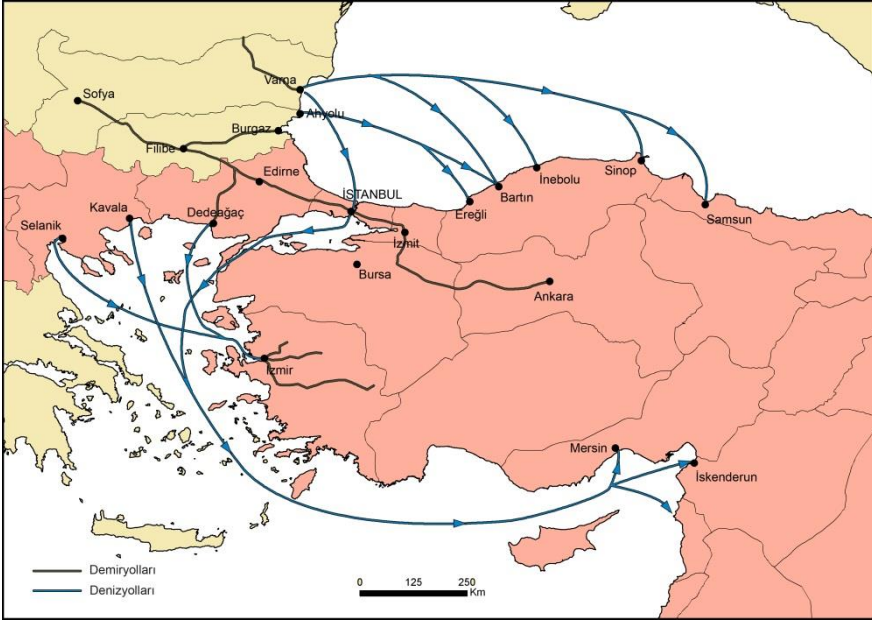 Varna
Sofya
Ahyolu
Burgaz
Filibe
Edirne
Sinop
İnebolu
Bartın
Ereğli
Samsun
İSTANBUL
Kavala
Dedeağaç
Selanik
İzmit
Bursa
Ankara
İzmir
Mersin
İskenderun
Demiryolları
Denizyolları
0 125 250
Km